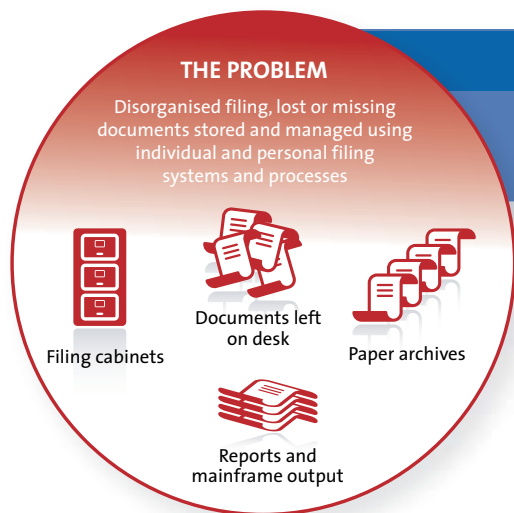 THE PROBLEM
Disorganised filing, lost or missing
documents stored and managed using
individual and personal filing
systems and processes
Filing cabinets
Documents left
on desk
Paper archives
Reports and
mainframe output